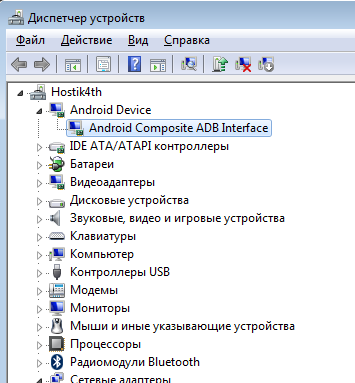 Диспетчер устройств
Файл Действие Вид Справка
Hostik4th
Android Device
Android Composite ADB Interface
IDE ATA/ATAPI контроллеры
Батареи
Видеоадаптеры
Дисковые устройства
Звуковые, видео и игровые устройства
Клавиатуры
Компьютер
Контроллеры USB
Модемы
Мониторы
Мыши и иные указывающие устройства
Процессоры
Радиомодули Bluetooth
Сетевые адаптеры